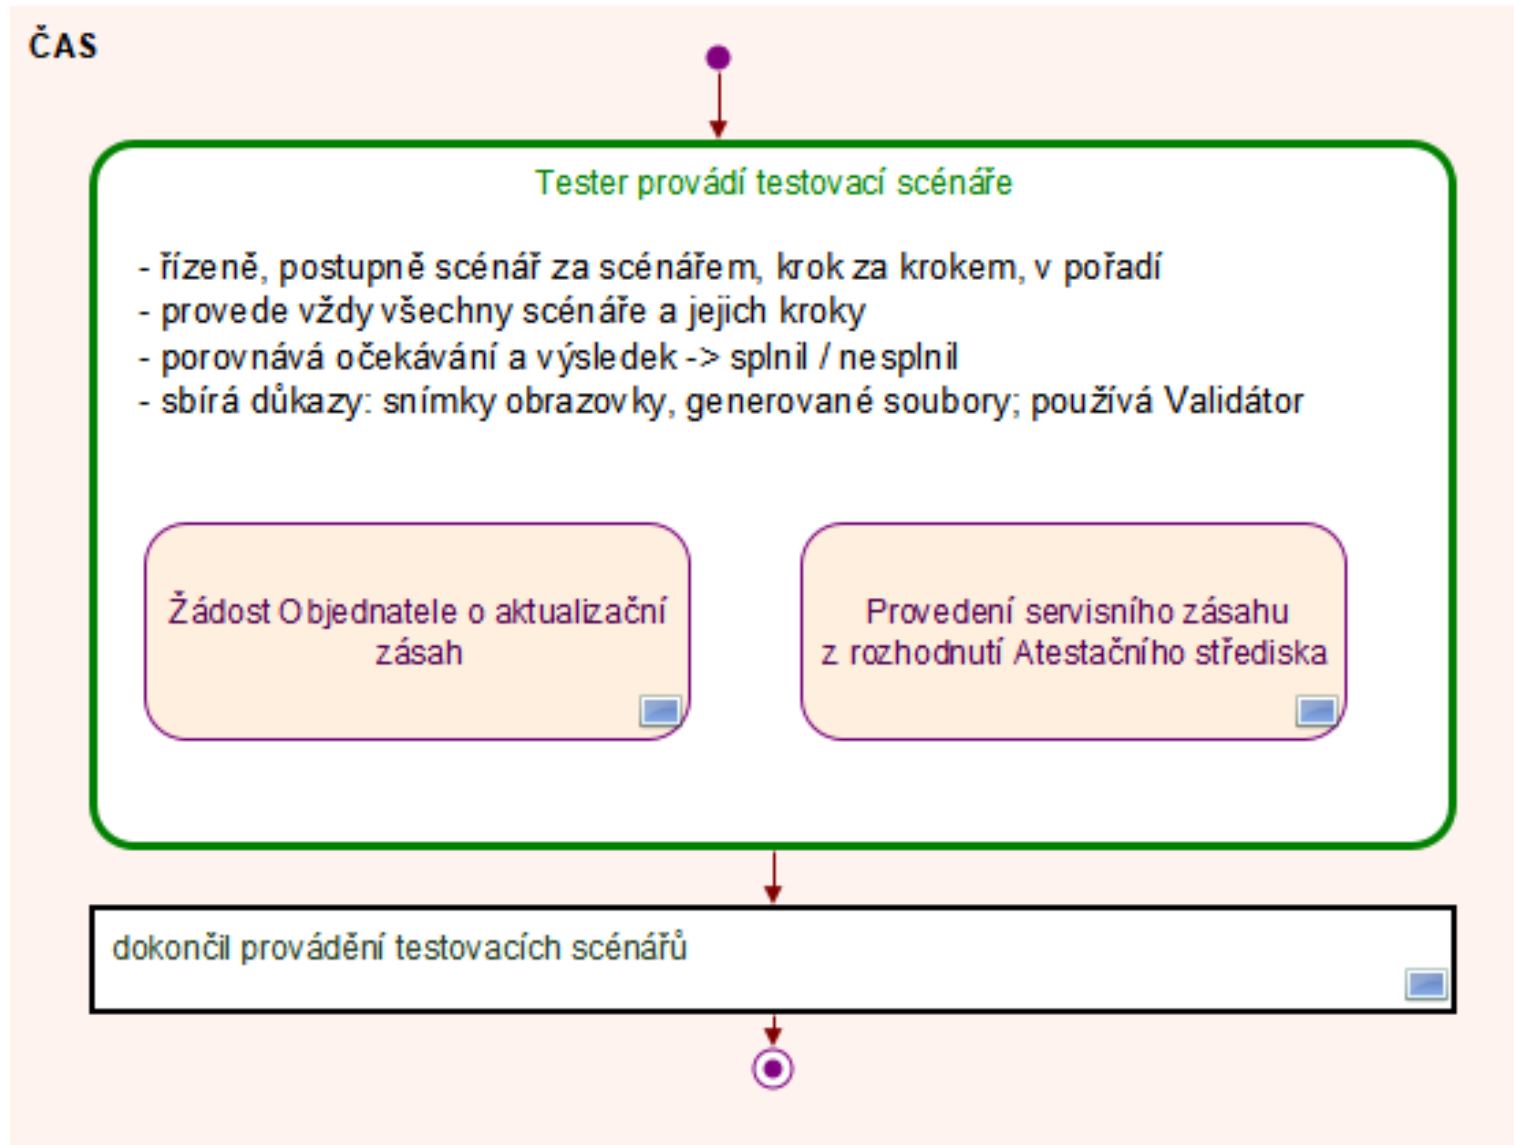 ČAS
Tester provádí testovací scénáře
- řízeně, postupně scénář za scénářem, krok za krokem, v pořadí
- provede vždy všechny scénáře a jejich kroky
- porovnává očekávání a výsledek -> splnil / nesplnil
- sbírá důkazy: snímky obrazovky, generované soubory; používá Validátor
Žádost Objednatele o aktualizační
zásah
Provedení servisního zásahu
z rozhodnutí Atestačního střediska
dokončil provádění testovacích scénářů